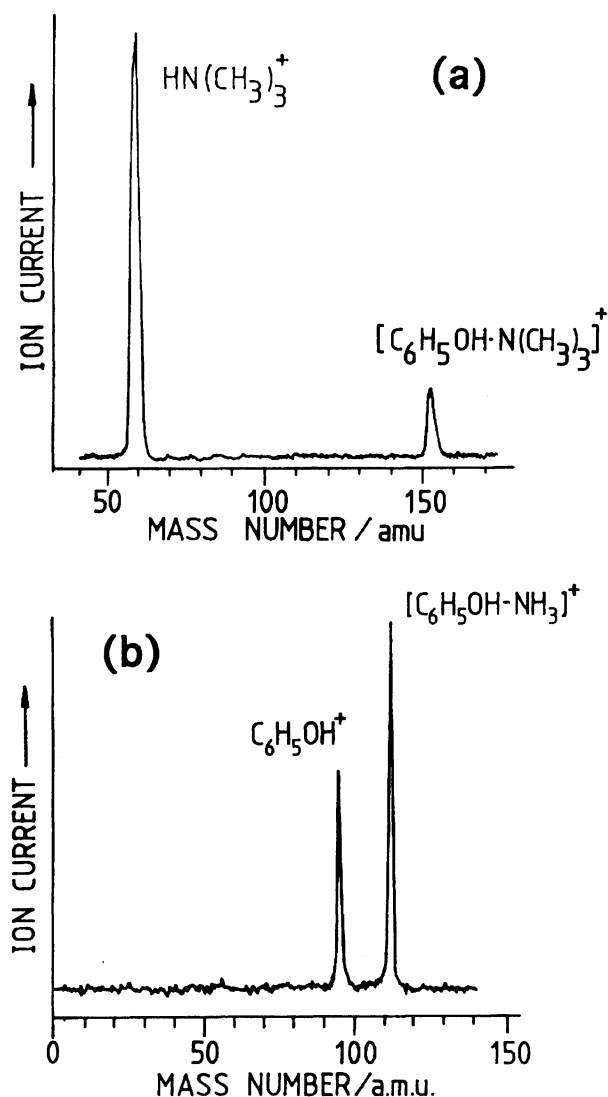 HN(CH₃)₃⁺
(a)
ION CURRENT
[C₆H₅OH·N(CH₃)₃]⁺
50 100 150
MASS NUMBER / amu
[C₆H₅OH-NH₃]⁺
(b)
C₆H₅OH⁺
ION CURRENT
0 50 100 150
MASS NUMBER/a.m.u.